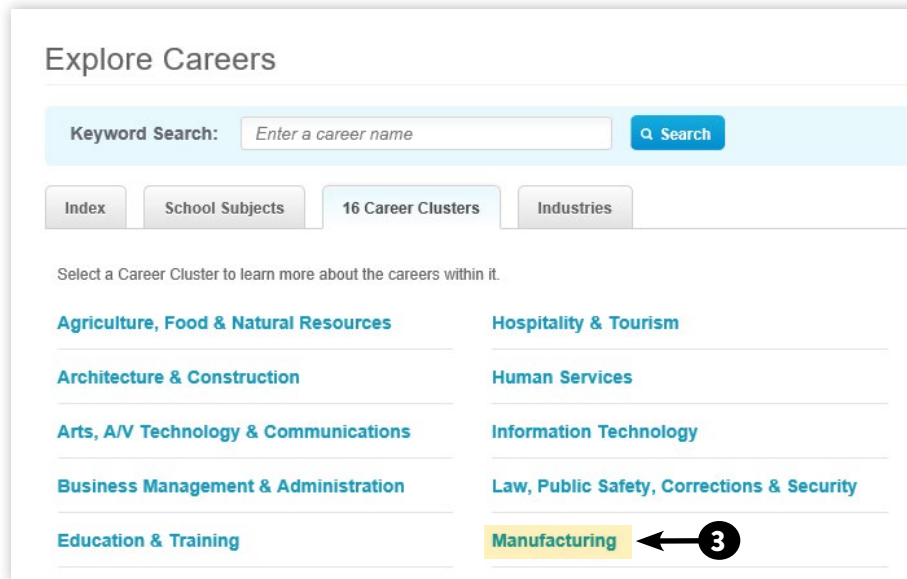 Explore Careers
Keyword Search: Enter a career name Search
Index School Subjects 16 Career Clusters Industries
Select a Career Cluster to learn more about the careers within it.
Agriculture, Food & Natural Resources Hospitality & Tourism
Architecture & Construction Human Services
Arts, A/V Technology & Communications Information Technology
Business Management & Administration Law, Public Safety, Corrections & Security
Education & Training Manufacturing 3